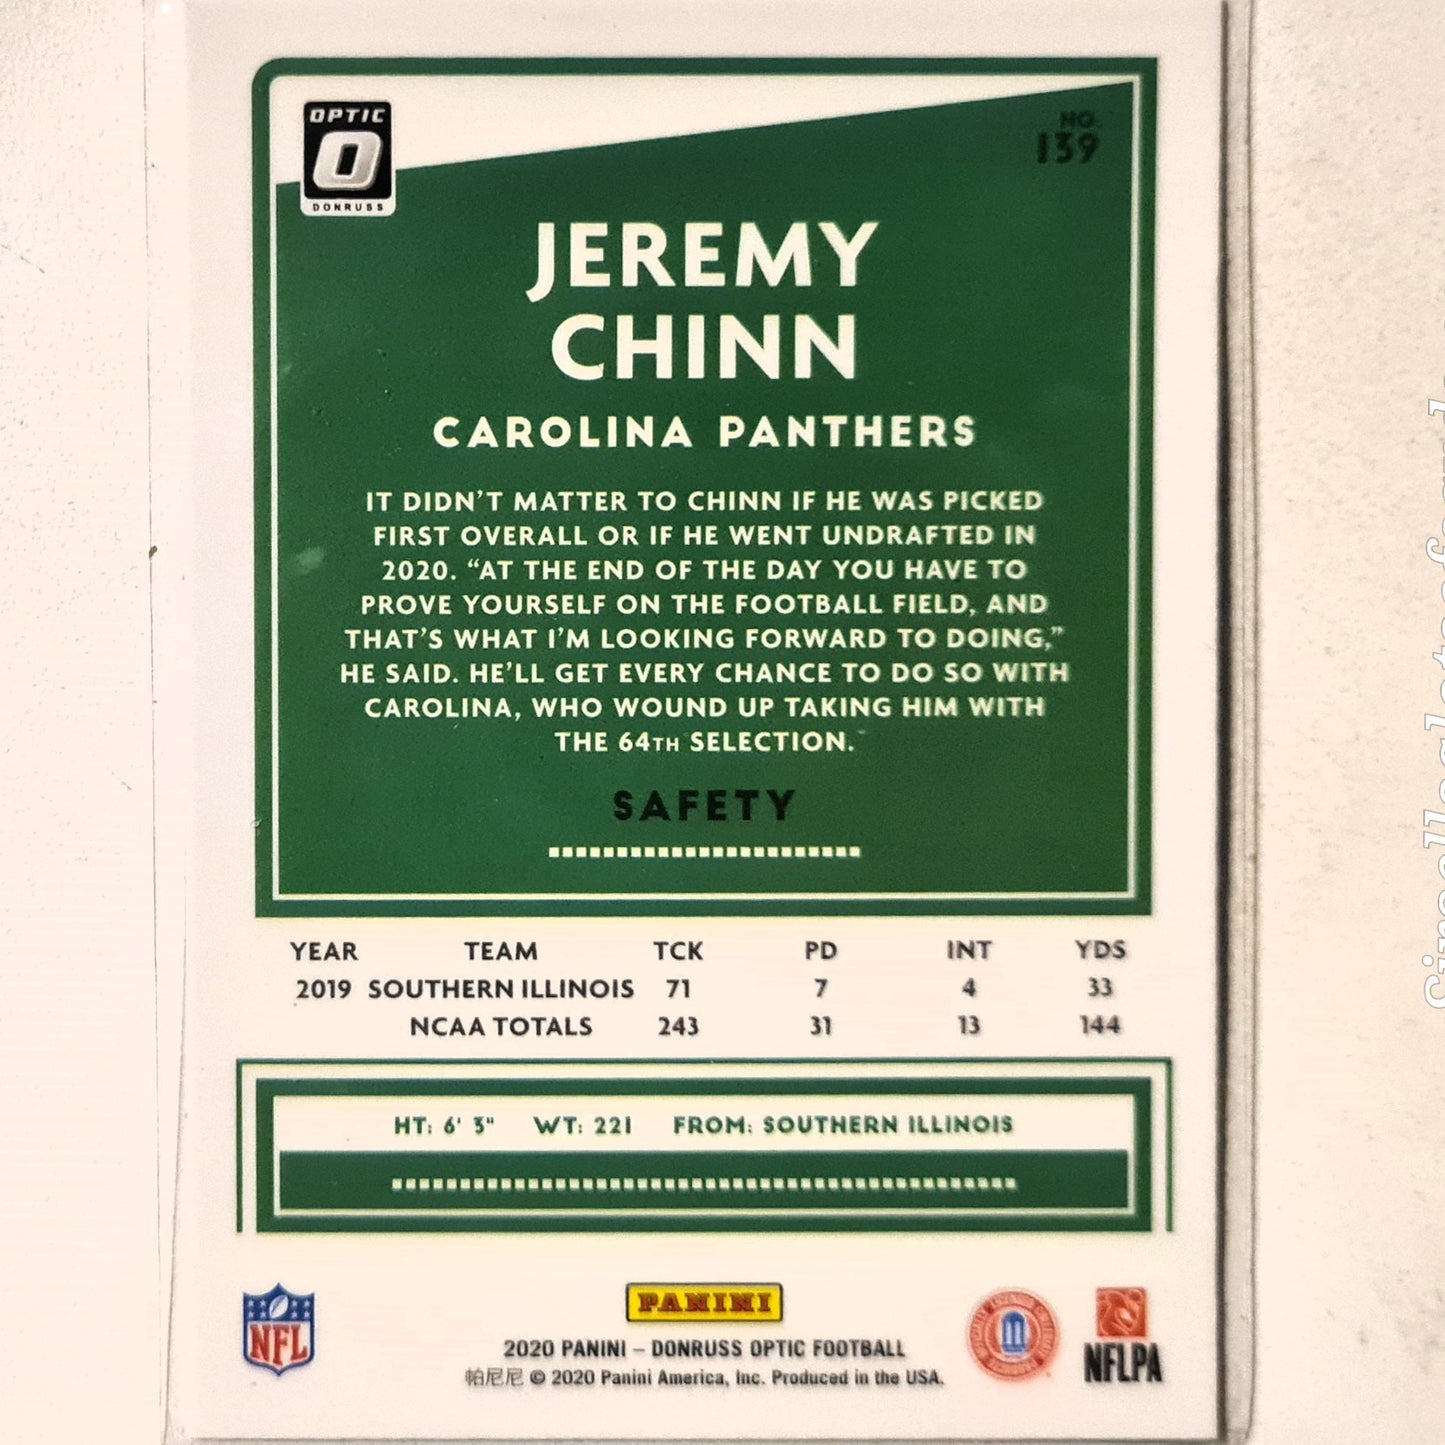 OPTIC
O
DONRUSS
NO.
139
JEREMY
CHINN
CAROLINA PANTHERS
IT DIDN'T MATTER TO CHINN IF HE WAS PICKED
FIRST OVERALL OR IF HE WENT UNDRAFTED IN
2020. “AT THE END OF THE DAY YOU HAVE TO
PROVE YOURSELF ON THE FOOTBALL FIELD, AND
THAT'S WHAT I'M LOOKING FORWARD TO DOING,”
HE SAID. HE'LL GET EVERY CHANCE TO DO SO WITH
CAROLINA, WHO WOUND UP TAKING HIM WITH
THE 64TH SELECTION.
SAFETY
YEAR TEAM TCK PD INT YDS
2019 SOUTHERN ILLINOIS 71 7 4 33
NCAA TOTALS 243 31 13 144
HT: 6' 3" WT: 221 FROM: SOUTHERN ILLINOIS
NFL
PANINI
2020 PANINI – DONRUSS OPTIC FOOTBALL
帕尼尼 © 2020 Panini America, Inc. Produced in the USA.
NFLPA